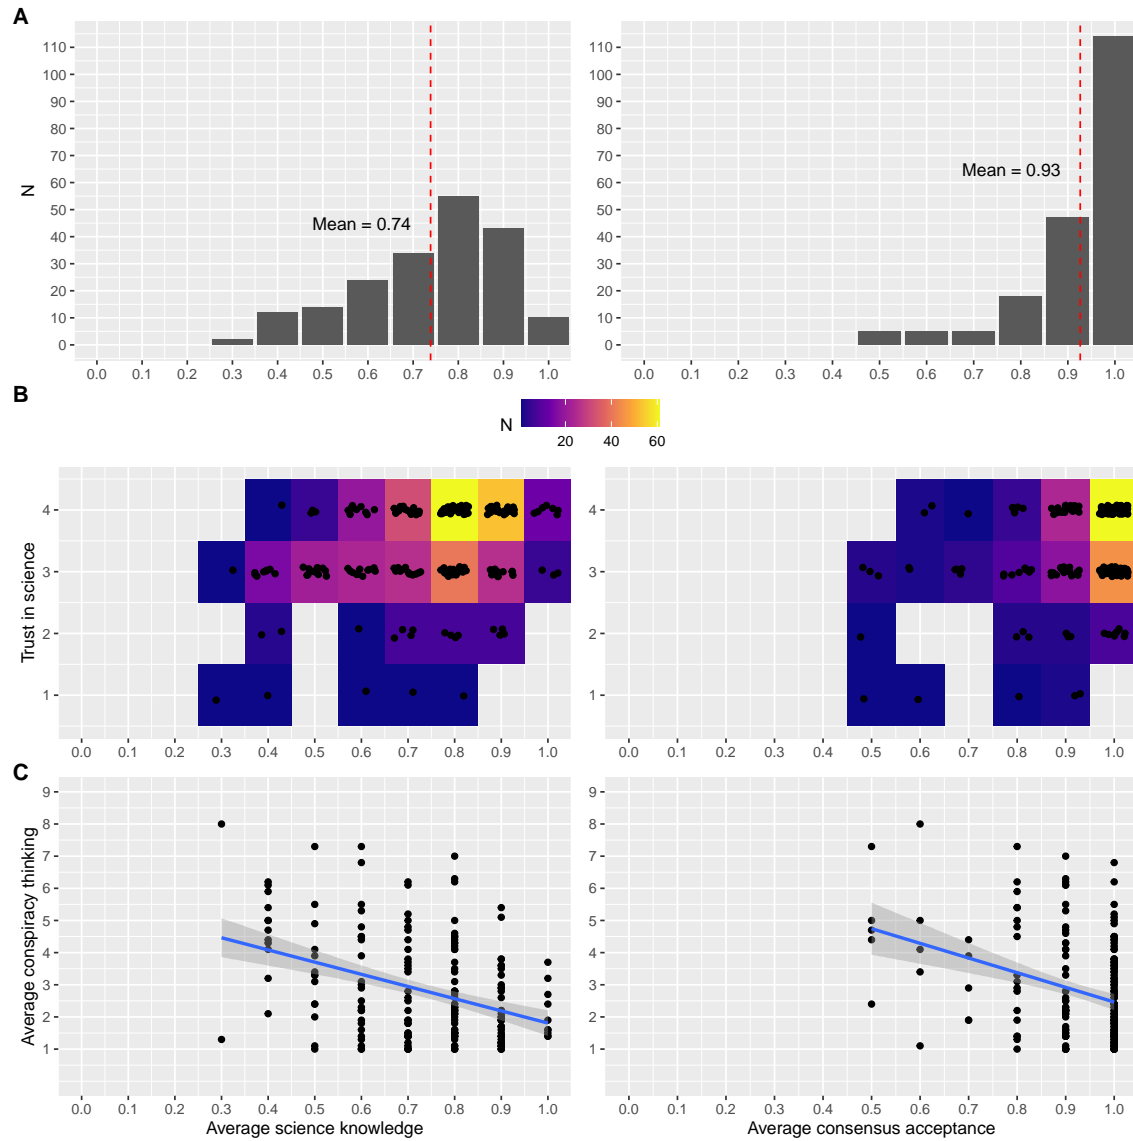 A
110
100
90
80
70
60
50
40
30
20
10
0
N
Mean = 0.74
Mean = 0.93
0.0 0.1 0.2 0.3 0.4 0.5 0.6 0.7 0.8 0.9 1.0
0.0 0.1 0.2 0.3 0.4 0.5 0.6 0.7 0.8 0.9 1.0
110
100
90
80
70
60
50
40
30
20
10
0
B
N
20 40 60
4
3
2
1
Trust in science
0.0 0.1 0.2 0.3 0.4 0.5 0.6 0.7 0.8 0.9 1.0
4
3
2
1
0.0 0.1 0.2 0.3 0.4 0.5 0.6 0.7 0.8 0.9 1.0
C
9
8
7
6
5
4
3
2
1
Average conspiracy thinking
0.0 0.1 0.2 0.3 0.4 0.5 0.6 0.7 0.8 0.9 1.0
Average science knowledge
9
8
7
6
5
4
3
2
1
0.0 0.1 0.2 0.3 0.4 0.5 0.6 0.7 0.8 0.9 1.0
Average consensus acceptance